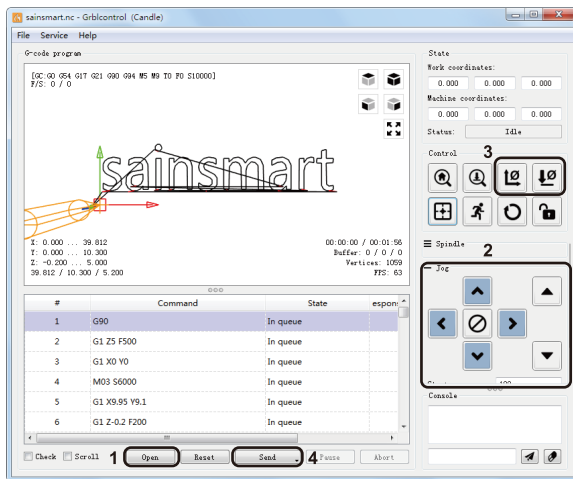 sainsmart.nc - Grblcontrol (Candle)
File Service Help
G-code program
[GC:G0 G54 G17 G21 G90 G94 M5 M9 T0 F0 S10000]
F/S: 0 / 0
sainsmart
X: 0.000 ... 39.812
Y: 0.000 ... 10.300
Z: -0.200 ... 5.000
39.812 / 10.300 / 5.200
00:00:00 / 00:01:56
Buffer: 0 / 0 / 0
Vertices: 1059
FPS: 63
# Command State espon
1 G90 In queue
2 G1 Z5 F500 In queue
3 G1 X0 Y0 In queue
4 M03 S6000 In queue
5 G1 X9.95 Y9.1 In queue
6 G1 Z-0.2 F200 In queue
Check Scroll 1 Open Reset Send 4 Pause Abort
State
Work coordinates:
0.000 0.000 0.000
Machine coordinates:
0.000 0.000 0.000
Status: Idle
Control 3
Spindle
2
Jog
Console